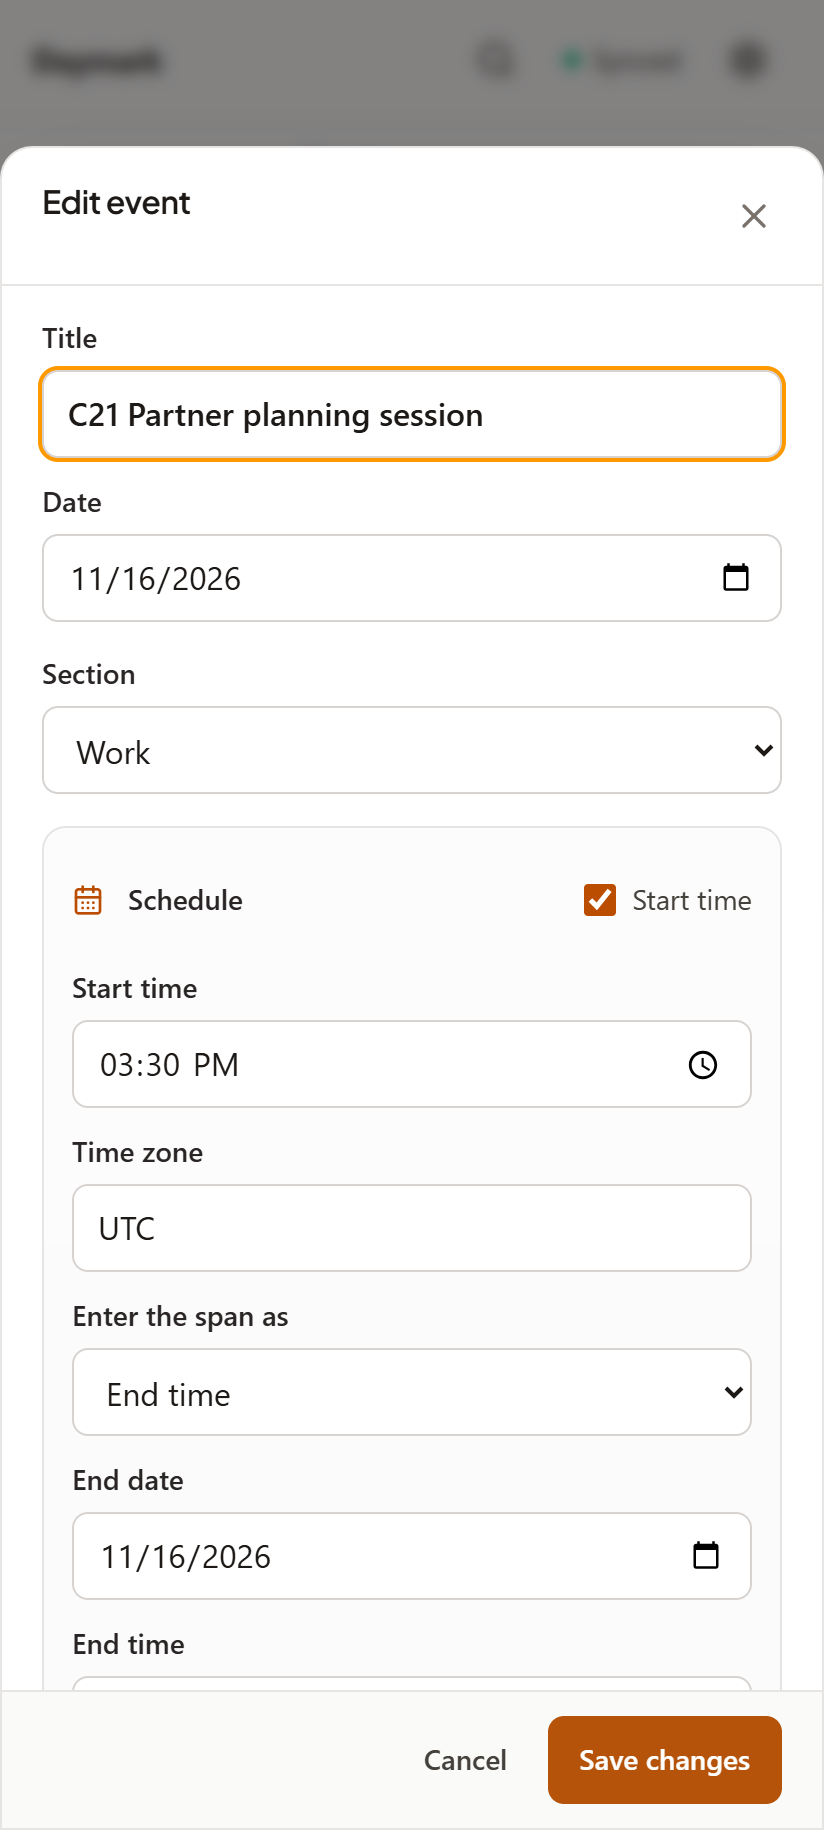 Edit event
Title
C21 Partner planning session
Date
11/16/2026
Section
Work
Schedule
Start time
Start time
03:30 PM
Time zone
UTC
Enter the span as
End time
End date
11/16/2026
End time
Cancel
Save changes